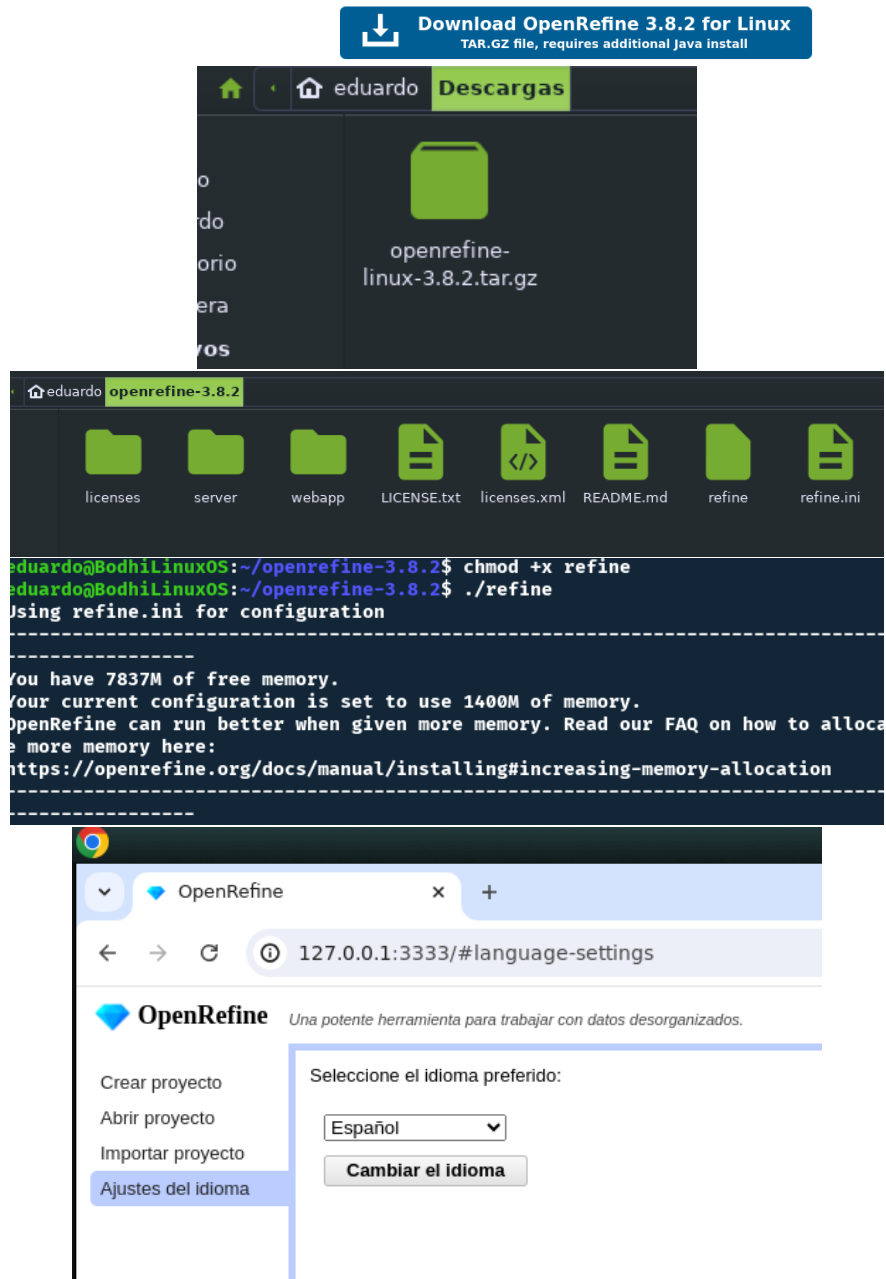 Download OpenRefine 3.8.2 for Linux
TAR.GZ file, requires additional Java install
eduardo Descargas
o
rdo
orio
era
vos
openrefine-
linux-3.8.2.tar.gz
eduardo openrefine-3.8.2
licenses server webapp LICENSE.txt licenses.xml README.md refine refine.ini
eduardo@BodhiLinuxOS:~/openrefine-3.8.2$ chmod +x refine
eduardo@BodhiLinuxOS:~/openrefine-3.8.2$ ./refine
Using refine.ini for configuration
--------------------------------------------------------------------------------
-----------------
You have 7837M of free memory.
Your current configuration is set to use 1400M of memory.
OpenRefine can run better when given more memory. Read our FAQ on how to alloca
e more memory here:
https://openrefine.org/docs/manual/installing#increasing-memory-allocation
--------------------------------------------------------------------------------
-----------------
OpenRefine
127.0.0.1:3333/#language-settings
OpenRefine Una potente herramienta para trabajar con datos desorganizados.
Crear proyecto
Abrir proyecto
Importar proyecto
Ajustes del idioma
Seleccione el idioma preferido:
Español
Cambiar el idioma